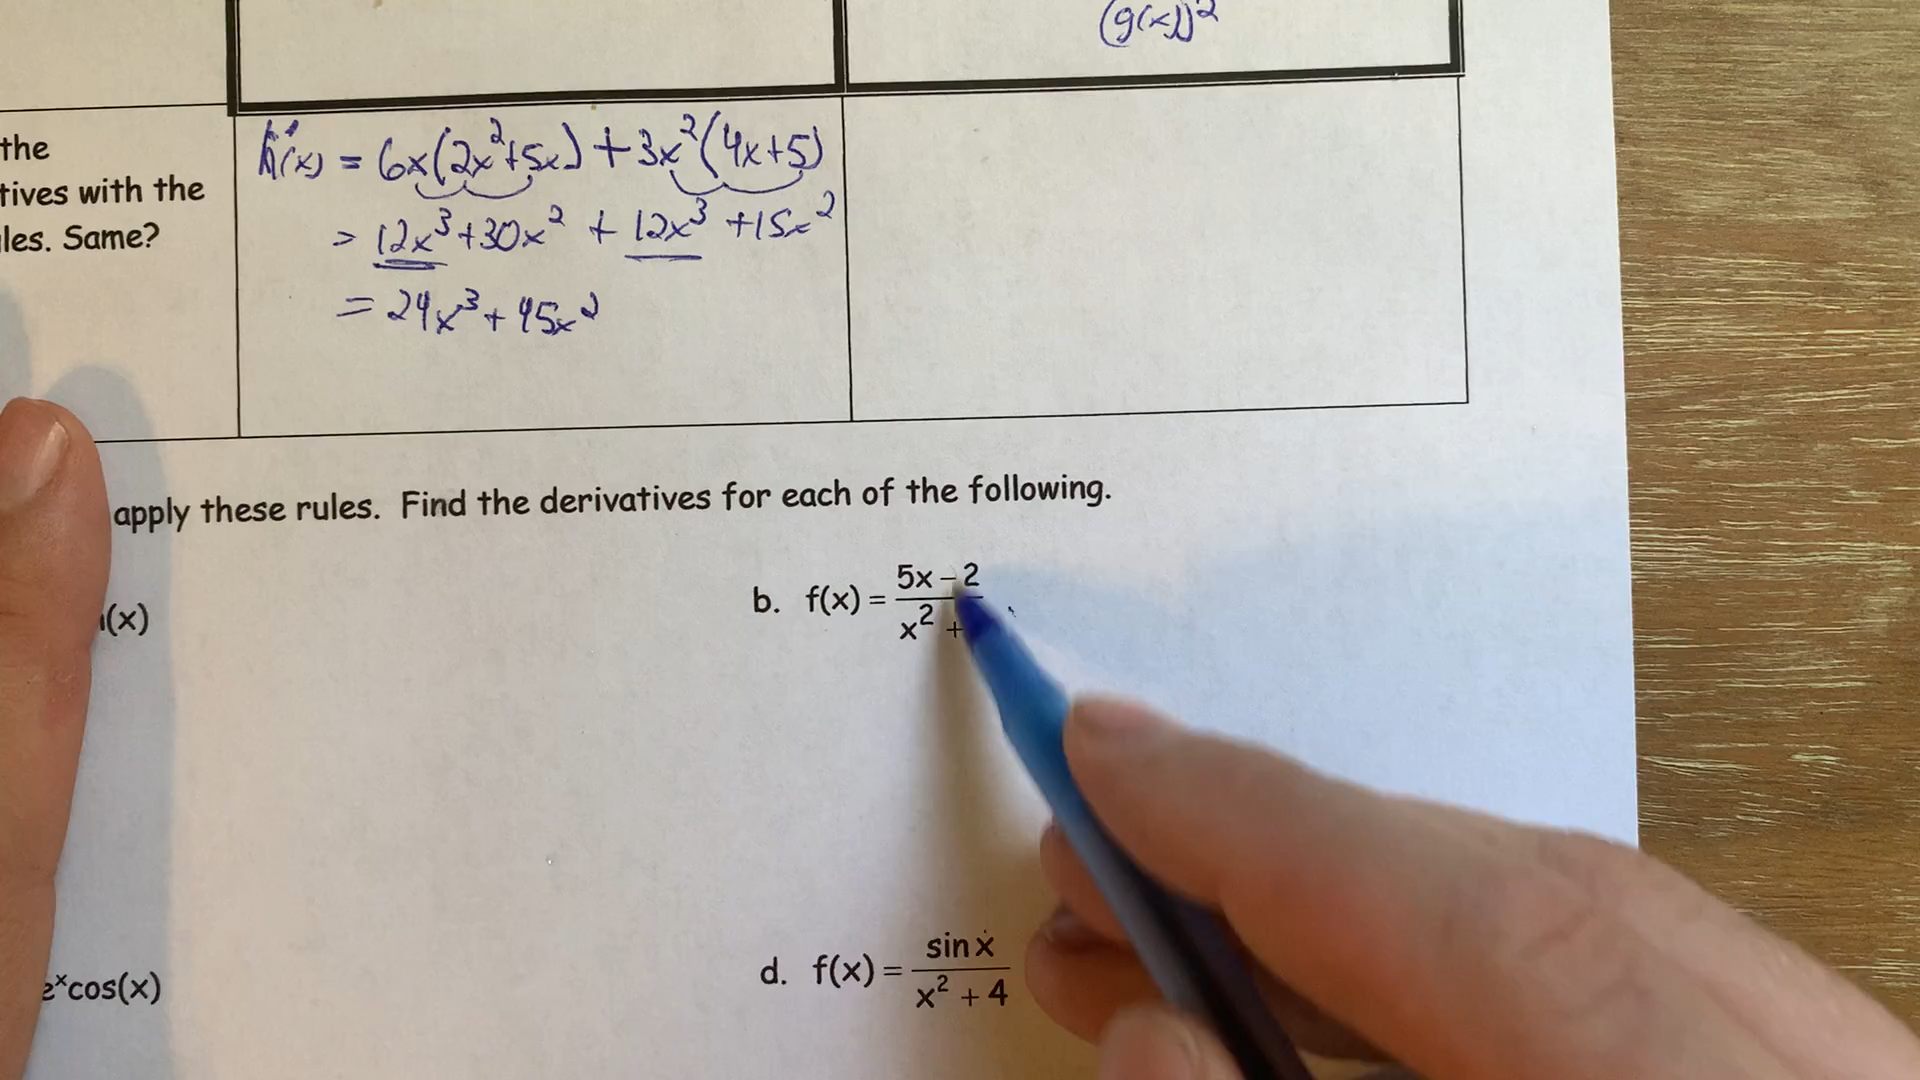 (g(x))²
the
tives with the
les. Same?
h'(x) = 6x(2x²+5x) + 3x²(4x+5)
= 12x³+30x² + 12x³ +15x²
= 24x³ + 45x²
apply these rules. Find the derivatives for each of the following.
(x)
b. f(x) = 5x – 2
x² +
eˣcos(x)
d. f(x) = sin x
x² + 4